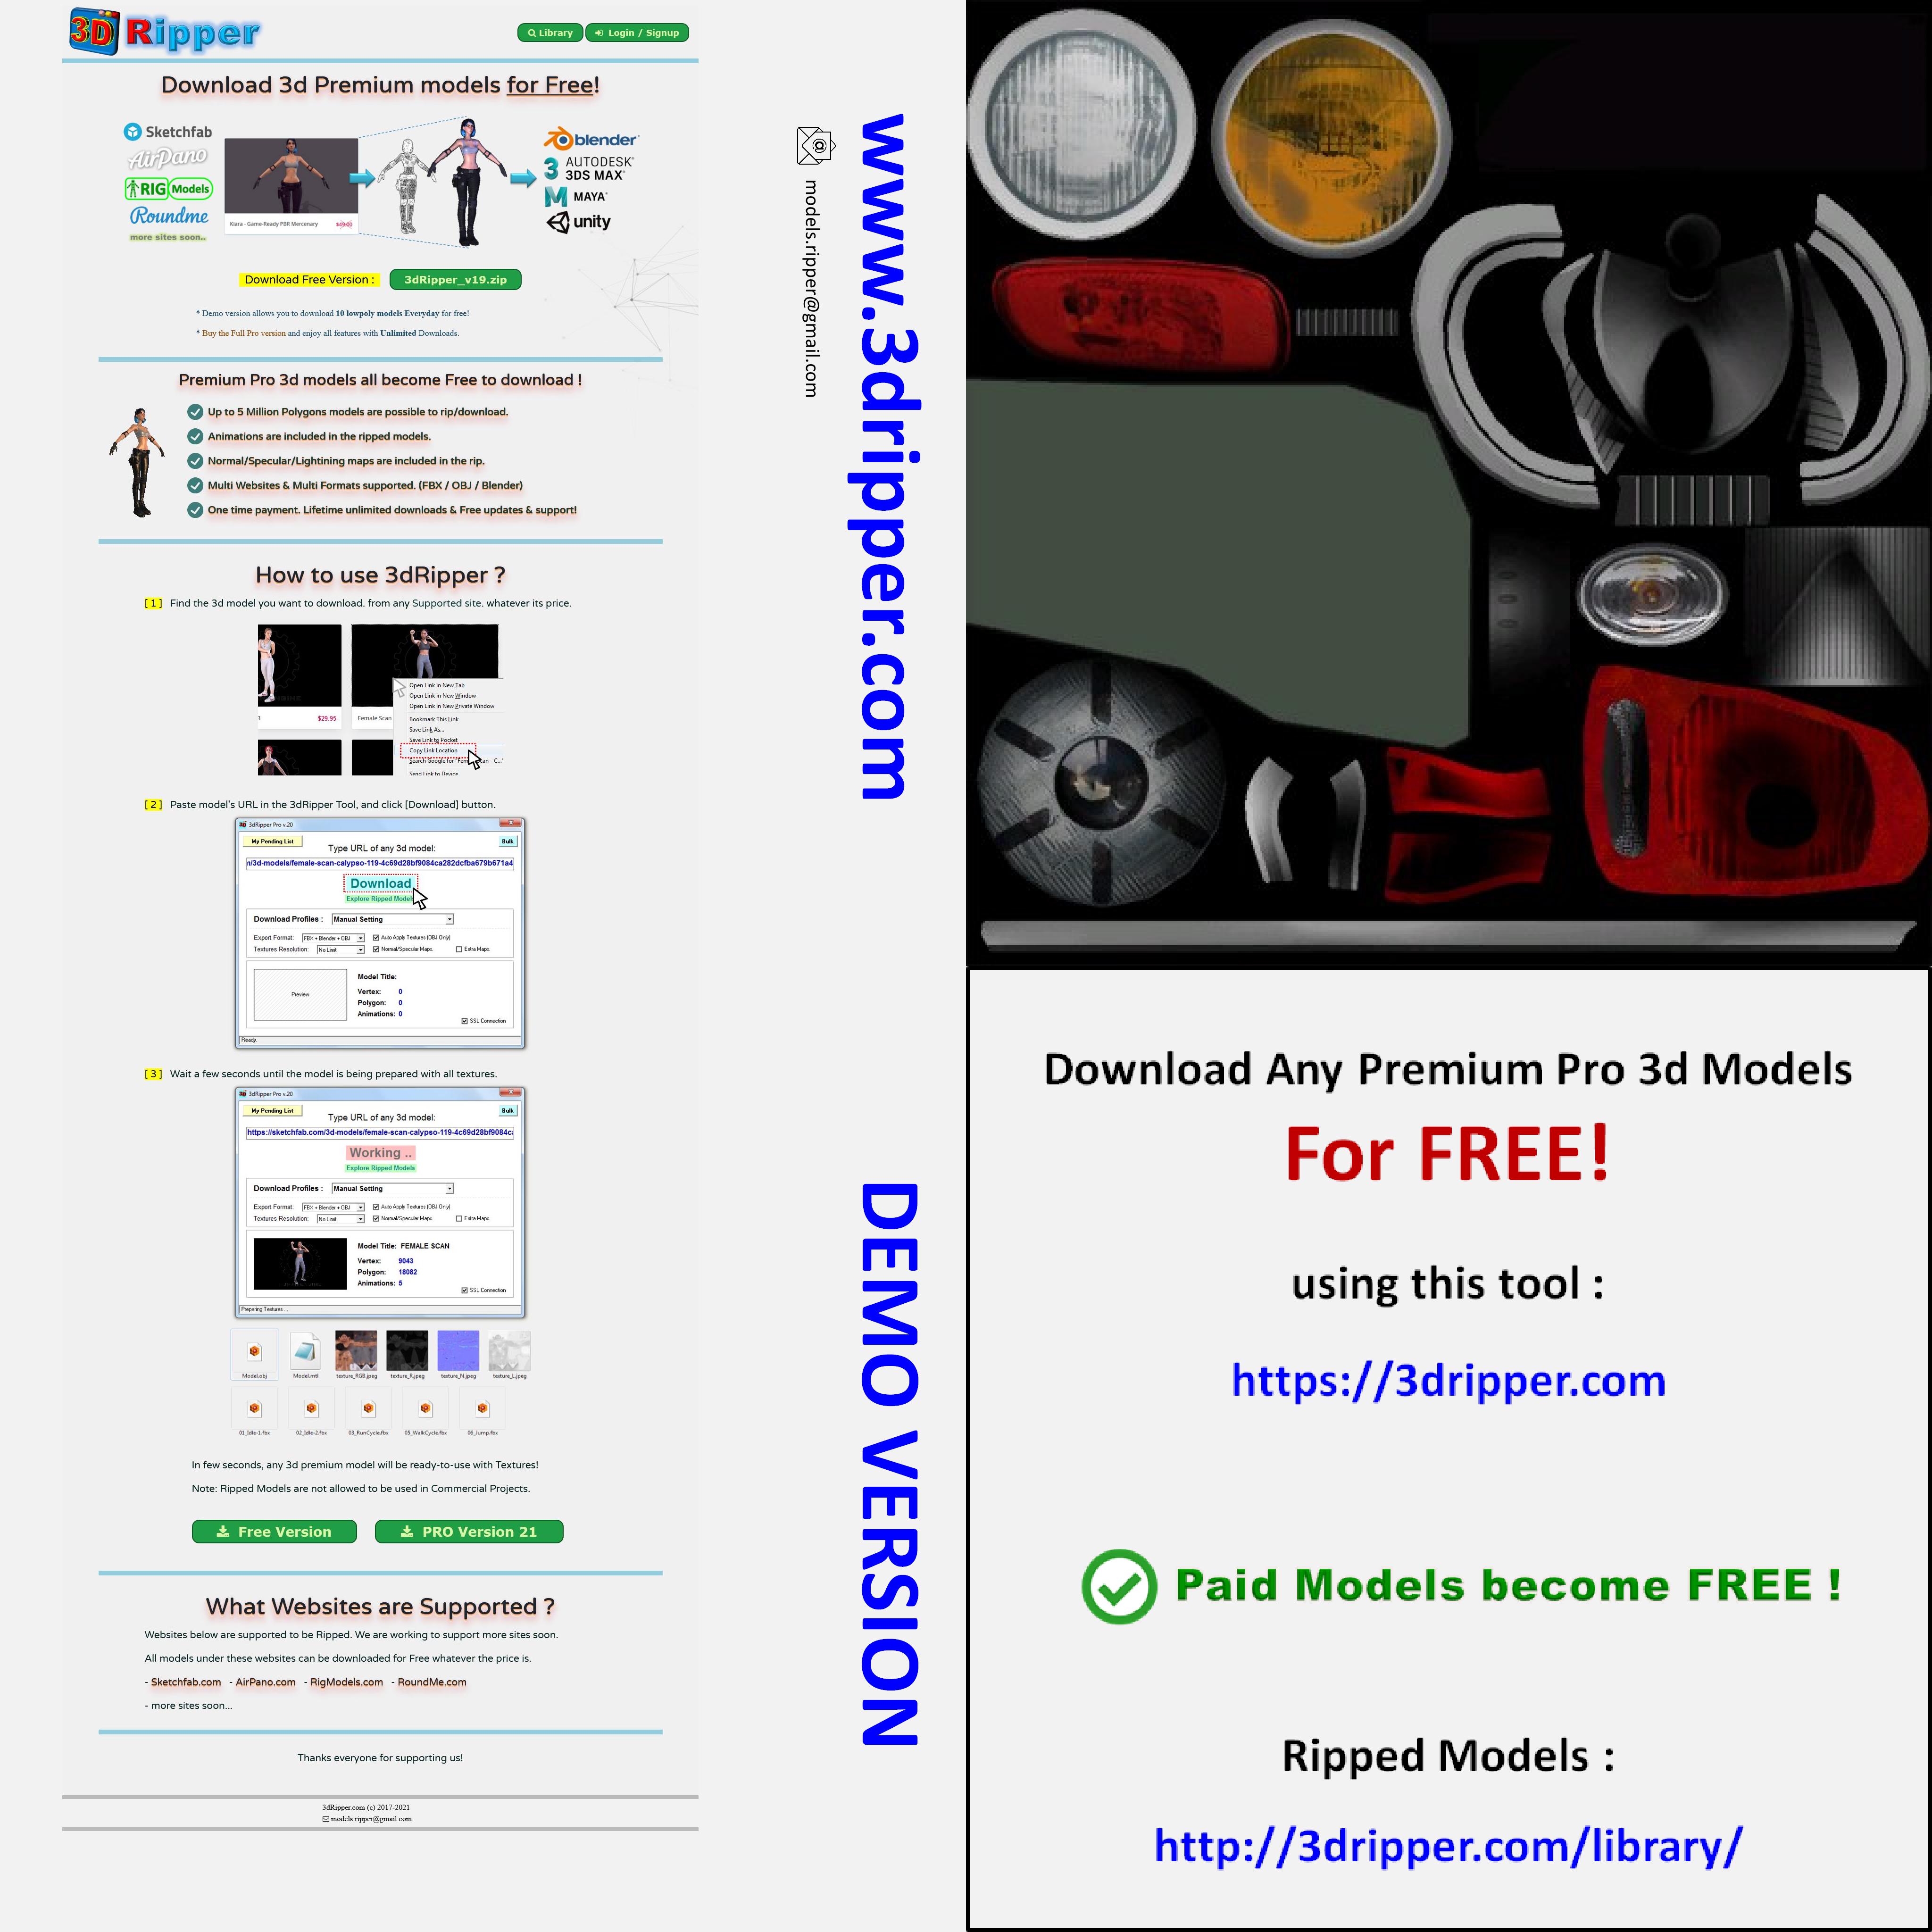 3D Ripper
Library
Login / Signup
Download 3d Premium models for Free!
Sketchfab
AirPano
RIG Models
Roundme
more sites soon..
Kiara - Game-Ready PBR Mercenary
blender
AUTODESK
3DS MAX
MAYA
unity
Download Free Version :
3dRipper_v19.zip
* Demo version allows you to download 10 lowpoly models Everyday for free!
* Buy the Full Pro version and enjoy all features with Unlimited Downloads.
Premium Pro 3d models all become Free to download !
Up to 5 Million Polygons models are possible to rip/download.
Animations are included in the ripped models.
Normal/Specular/Lightining maps are included in the rip.
Multi Websites & Multi Formats supported. (FBX / OBJ / Blender)
One time payment. Lifetime unlimited downloads & Free updates & support!
How to use 3dRipper ?
[ 1 ] Find the 3d model you want to download. from any Supported site. whatever its price.
$29.95
Female Scan
Open Link in New Tab
Open Link in New Window
Open Link in New Private Window
Bookmark This Link
Save Link As...
Save Link to Pocket
Copy Link Location
Send Link to Device
[ 2 ] Paste model's URL in the 3dRipper Tool, and click [Download] button.
3dRipper Pro v.20
My Pending List
Bulk
Type URL of any 3d model:
n/3d-models/female-scan-calypso-119-4c69d28bf9084ca282dcfba679b671a4
Download
Explore Ripped Model
Download Profiles : Manual Setting
Export Format: FBX + Blender + OBJ Auto Apply Textures (OBJ Only)
Textures Resolution: No Limit Normal/Specular Maps. Extra Maps
Preview
Model Title:
Vertex: 0
Polygon: 0
Animations: 0
SSL Connection
Ready.
[ 3 ] Wait a few seconds until the model is being prepared with all textures.
3dRipper Pro v.20
My Pending List
Bulk
Type URL of any 3d model:
https://sketchfab.com/3d-models/female-scan-calypso-119-4c69d28bf9084c
Working ..
Explore Ripped Models
Download Profiles : Manual Setting
Export Format: FBX + Blender + OBJ Auto Apply Textures (OBJ Only)
Textures Resolution: No Limit Normal/Specular Maps. Extra Maps
Model Title: FEMALE SCAN
Vertex: 9043
Polygon: 18082
Animations: 5
SSL Connection
Preparing Textures ...
Model.obj Model.mtl texture_RGB.jpeg texture_R.jpeg texture_N.jpeg texture_L.jpeg
01_Idle-1.fbx 02_Idle-2.fbx 03_RunCycle.fbx 05_WalkCycle.fbx 06_Jump.fbx
In few seconds, any 3d premium model will be ready-to-use with Textures!
Note: Ripped Models are not allowed to be used in Commercial Projects.
Free Version
PRO Version 21
What Websites are Supported ?
Websites below are supported to be Ripped. We are working to support more sites soon.
All models under these websites can be downloaded for Free whatever the price is.
- Sketchfab.com - AirPano.com - RigModels.com - RoundMe.com
- more sites soon...
Thanks everyone for supporting us!
3dRipper.com (c) 2017-2021
models.ripper@gmail.com
models.ripper@gmail.com
www.3dripper.com
DEMO VERSION
Download Any Premium Pro 3d Models
For FREE!
using this tool :
https://3dripper.com
Paid Models become FREE !
Ripped Models :
http://3dripper.com/library/